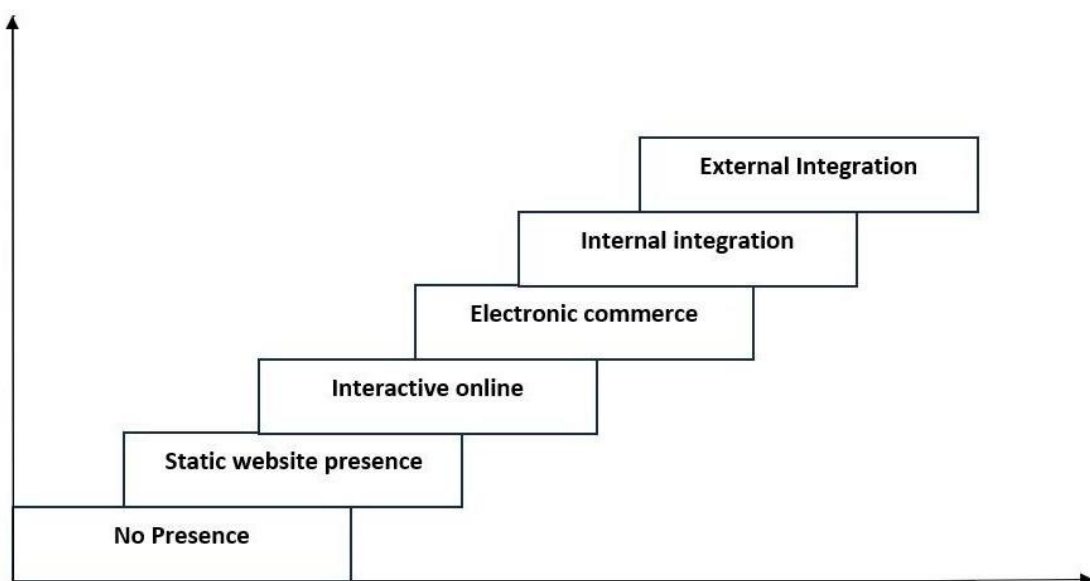 External Integration
Internal integration
Electronic commerce
Interactive online
Static website presence
No Presence